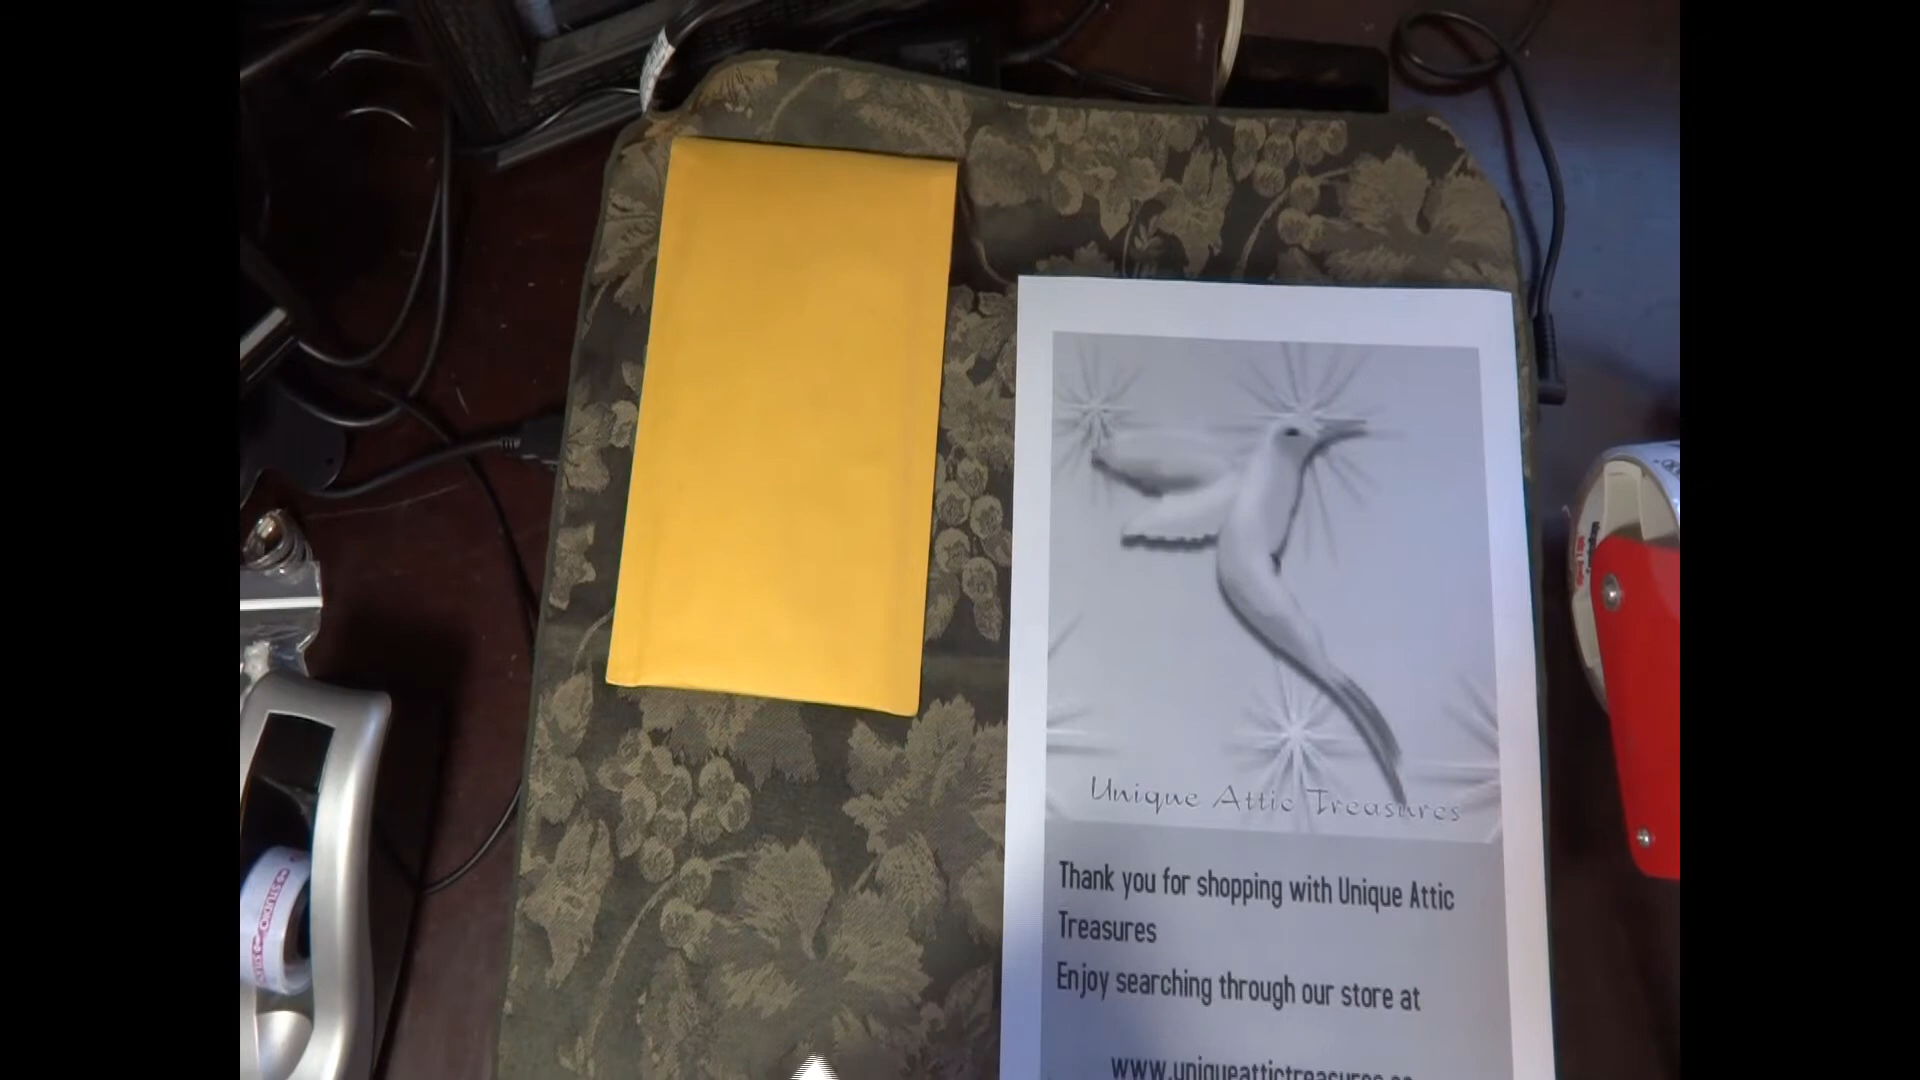 Unique Attic Treasures
Thank you for shopping with Unique Attic
Treasures
Enjoy searching through our store at